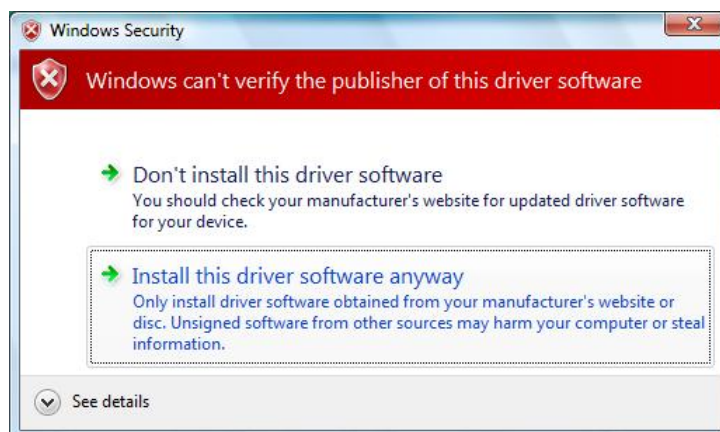 Windows Security
Windows can't verify the publisher of this driver software
Don't install this driver software
You should check your manufacturer's website for updated driver software
for your device.
Install this driver software anyway
Only install driver software obtained from your manufacturer's website or
disc. Unsigned software from other sources may harm your computer or steal
information.
See details